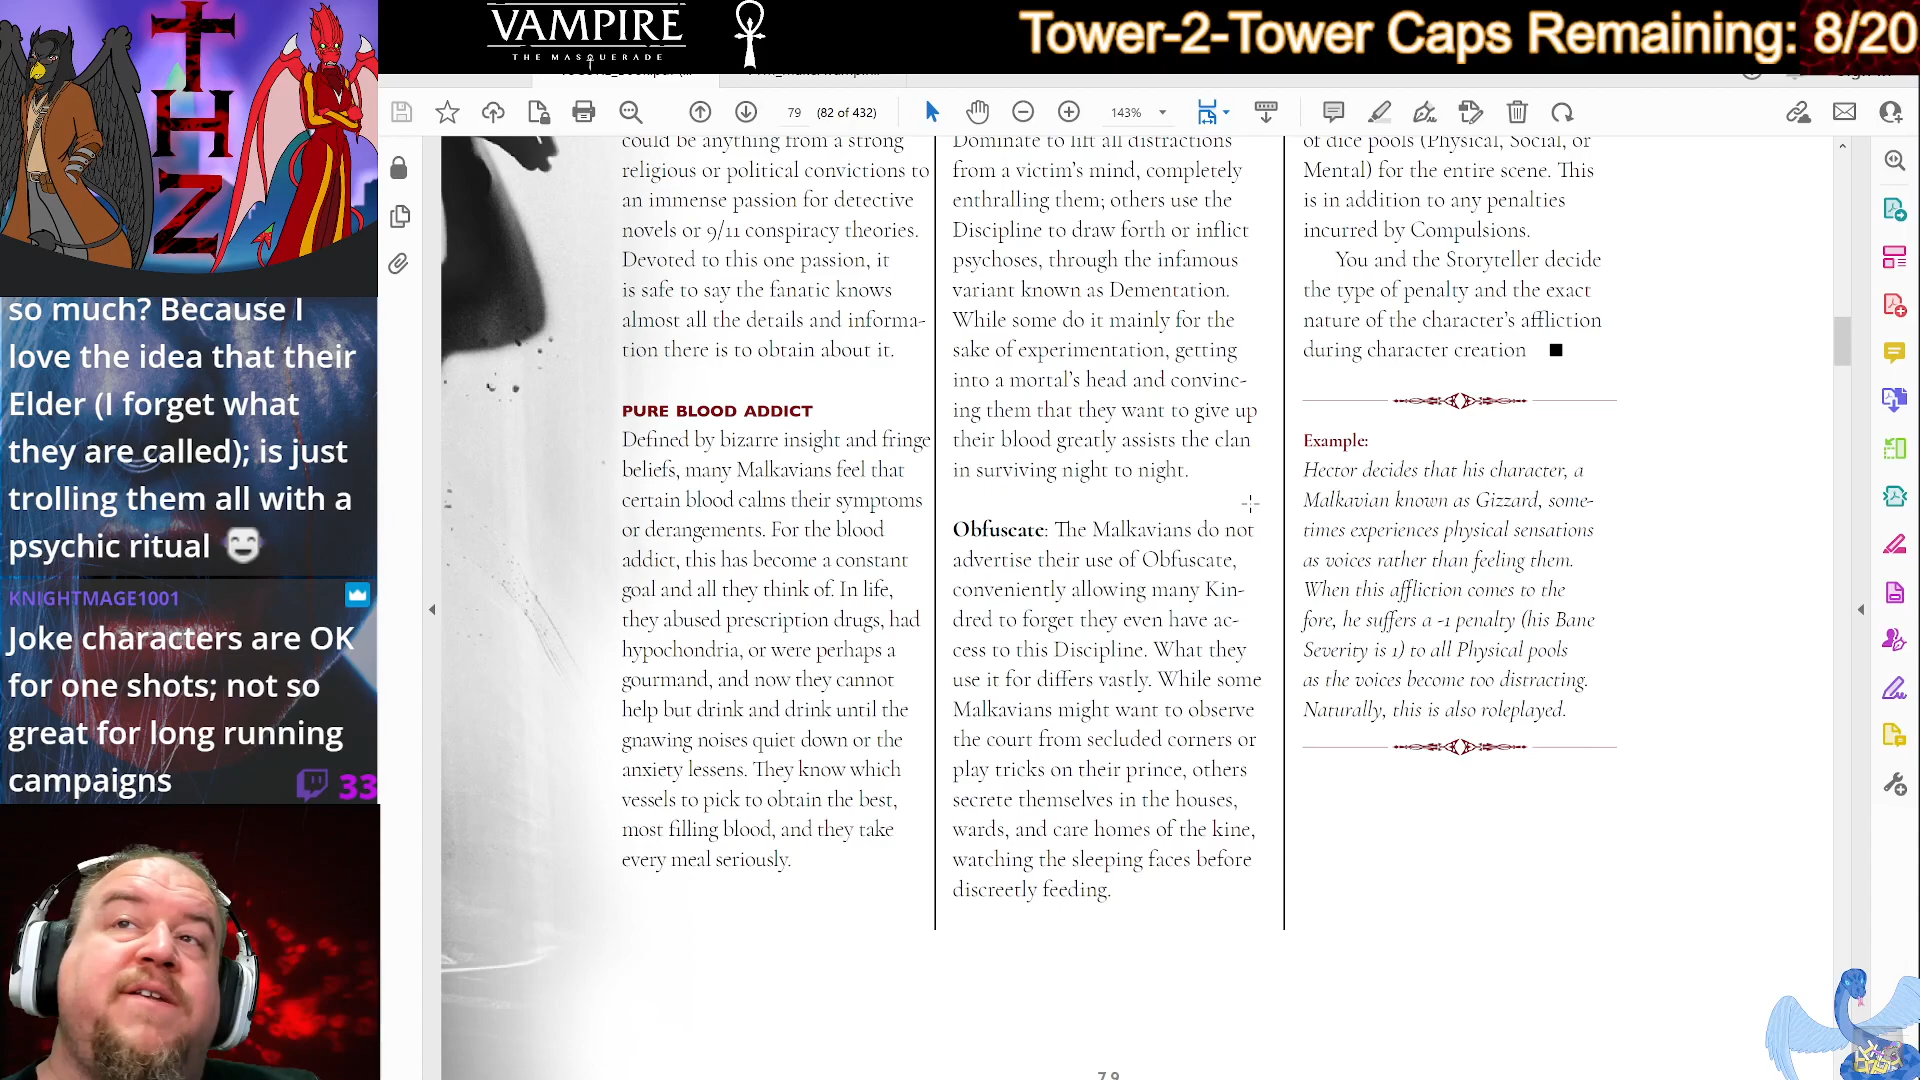 THZ
VAMPIRE
THE MASQUERADE
Tower-2-Tower Caps Remaining: 8/20
79
(82 of 432)
143%
so much? Because I
love the idea that their
Elder (I forget what
they are called); is just
trolling them all with a
psychic ritual
KNIGHTMAGE1001
Joke characters are OK
for one shots; not so
great for long running
campaigns
33
could be anything from a strong
religious or political convictions to
an immense passion for detective
novels or 9/11 conspiracy theories.
Devoted to this one passion, it
is safe to say the fanatic knows
almost all the details and informa-
tion there is to obtain about it.
PURE BLOOD ADDICT
Defined by bizarre insight and fringe
beliefs, many Malkavians feel that
certain blood calms their symptoms
or derangements. For the blood
addict, this has become a constant
goal and all they think of. In life,
they abused prescription drugs, had
hypochondria, or were perhaps a
gourmand, and now they cannot
help but drink and drink until the
gnawing noises quiet down or the
anxiety lessens. They know which
vessels to pick to obtain the best,
most filling blood, and they take
every meal seriously.
Dominate to lift all distractions
from a victim's mind, completely
enthralling them; others use the
Discipline to draw forth or inflict
psychoses, through the infamous
variant known as Dementation.
While some do it mainly for the
sake of experimentation, getting
into a mortal's head and convinc-
ing them that they want to give up
their blood greatly assists the clan
in surviving night to night.
Obfuscate: The Malkavians do not
advertise their use of Obfuscate,
conveniently allowing many Kin-
dred to forget they even have ac-
cess to this Discipline. What they
use it for differs vastly. While some
Malkavians might want to observe
the court from secluded corners or
play tricks on their prince, others
secrete themselves in the houses,
wards, and care homes of the kine,
watching the sleeping faces before
discreetly feeding.
of dice pools (Physical, Social, or
Mental) for the entire scene. This
is in addition to any penalties
incurred by Compulsions.
You and the Storyteller decide
the type of penalty and the exact
nature of the character's affliction
during character creation ■
Example:
Hector decides that his character, a
Malkavian known as Gizzard, some-
times experiences physical sensations
as voices rather than feeling them.
When this affliction comes to the
fore, he suffers a -1 penalty (his Bane
Severity is 1) to all Physical pools
as the voices become too distracting.
Naturally, this is also roleplayed.
79